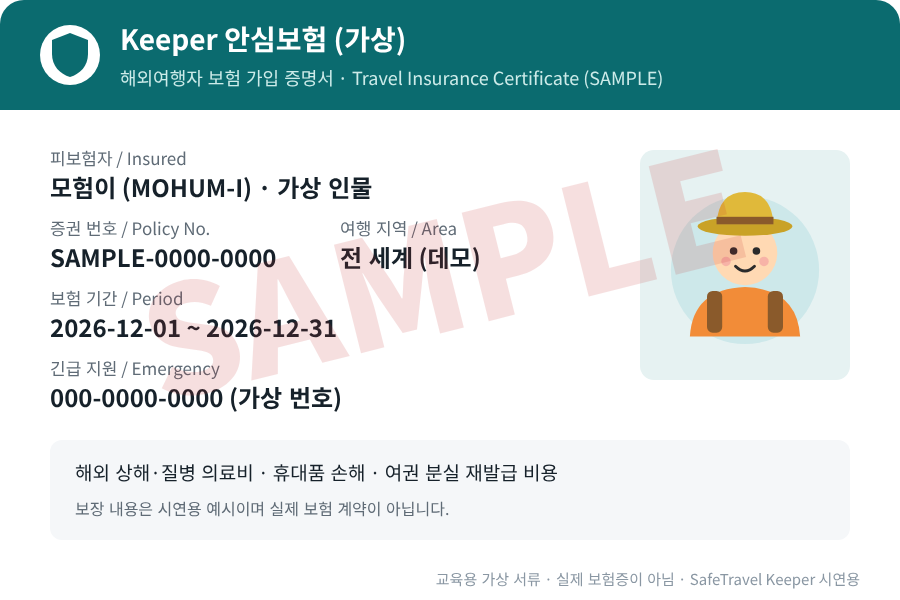 Keeper 안심보험 (가상)
해외여행자 보험 가입 증명서 · Travel Insurance Certificate (SAMPLE)
피보험자 / Insured
모험이 (MOHUM-I) · 가상 인물
증권 번호 / Policy No.
SAMPLE-0000-0000
여행 지역 / Area
전 세계 (데모)
보험 기간 / Period
2026-12-01 ~ 2026-12-31
긴급 지원 / Emergency
000-0000-0000 (가상 번호)
SAMPLE
해외 상해·질병 의료비 · 휴대품 손해 · 여권 분실 재발급 비용
보장 내용은 시연용 예시이며 실제 보험 계약이 아닙니다.
교육용 가상 서류 · 실제 보험증이 아님 · SafeTravel Keeper 시연용